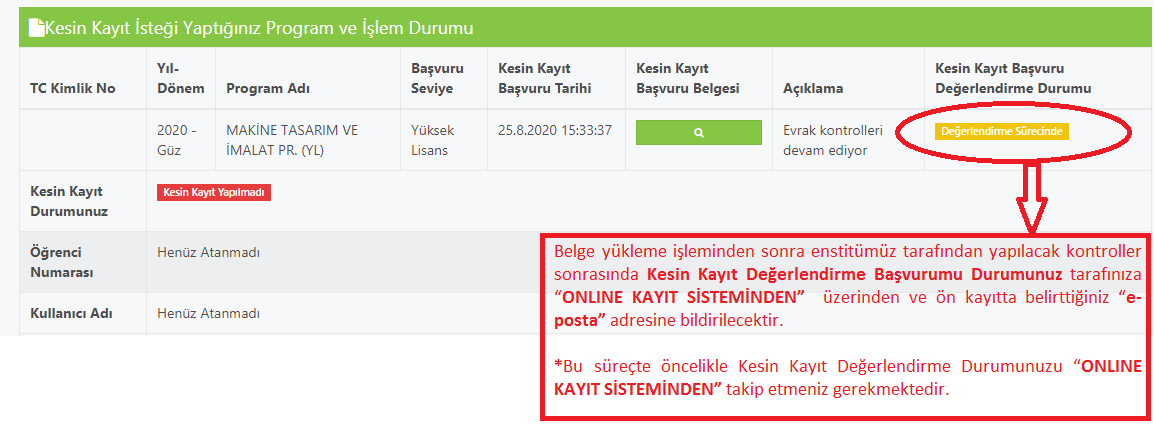 Kesin Kayıt İsteği Yaptığınız Program ve İşlem Durumu
TC Kimlik No
Yıl-
Dönem
Program Adı
Başvuru
Seviye
Kesin Kayıt
Başvuru Tarihi
Kesin Kayıt
Başvuru Belgesi
Açıklama
Kesin Kayıt Başvuru
Değerlendirme Durumu
2020 -
Güz
MAKİNE TASARIM VE
İMALAT PR. (YL)
Yüksek
Lisans
25.8.2020 15:33:37
Evrak kontrolleri
devam ediyor
Değerlendirme Sürecinde
Kesin Kayıt
Durumunuz
Kesin Kayıt Yapılmadı
Öğrenci
Numarası
Henüz Atanmadı
Kullanıcı Adı
Henüz Atanmadı
Belge yükleme işleminden sonra enstitümüz tarafından yapılacak kontroller
sonrasında Kesin Kayıt Değerlendirme Başvurumu Durumunuz tarafınıza
“ONLINE KAYIT SİSTEMİNDEN” üzerinden ve ön kayıtta belirttiğiniz “e-
posta” adresine bildirilecektir.
*Bu süreçte öncelikle Kesin Kayıt Değerlendirme Durumunuzu “ONLINE
KAYIT SİSTEMİNDEN” takip etmeniz gerekmektedir.